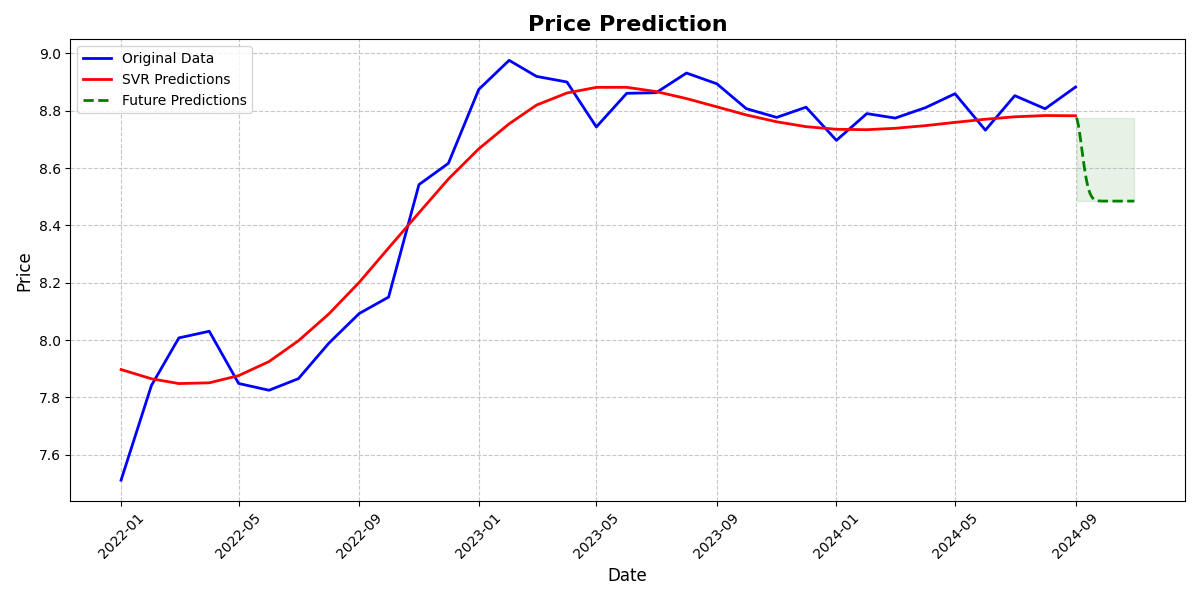 Price Prediction
Original Data
SVR Predictions
Future Predictions
Price
9.0
8.8
8.6
8.4
8.2
8.0
7.8
7.6
2022-01
2022-05
2022-09
2023-01
2023-05
2023-09
2024-01
2024-05
2024-09
Date